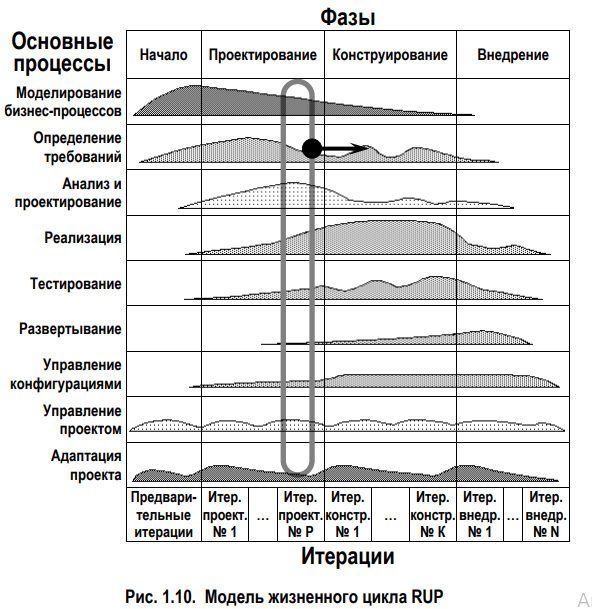 Фазы
Основные
процессы
Начало Проектирование Конструирование Внедрение
Моделирование
бизнес-процессов
Определение
требований
Анализ и
проектирование
Реализация
Тестирование
Развертывание
Управление
конфигурациями
Управление
проектом
Адаптация
проекта
Предвари- Итер. Итер. Итер. Итер. Итер. Итер.
тельные проект. ... проект. констр. ... констр. внедр. ... внедр.
итерации № 1 № P № 1 № K № 1 № N
Итерации
Рис. 1.10. Модель жизненного цикла RUP